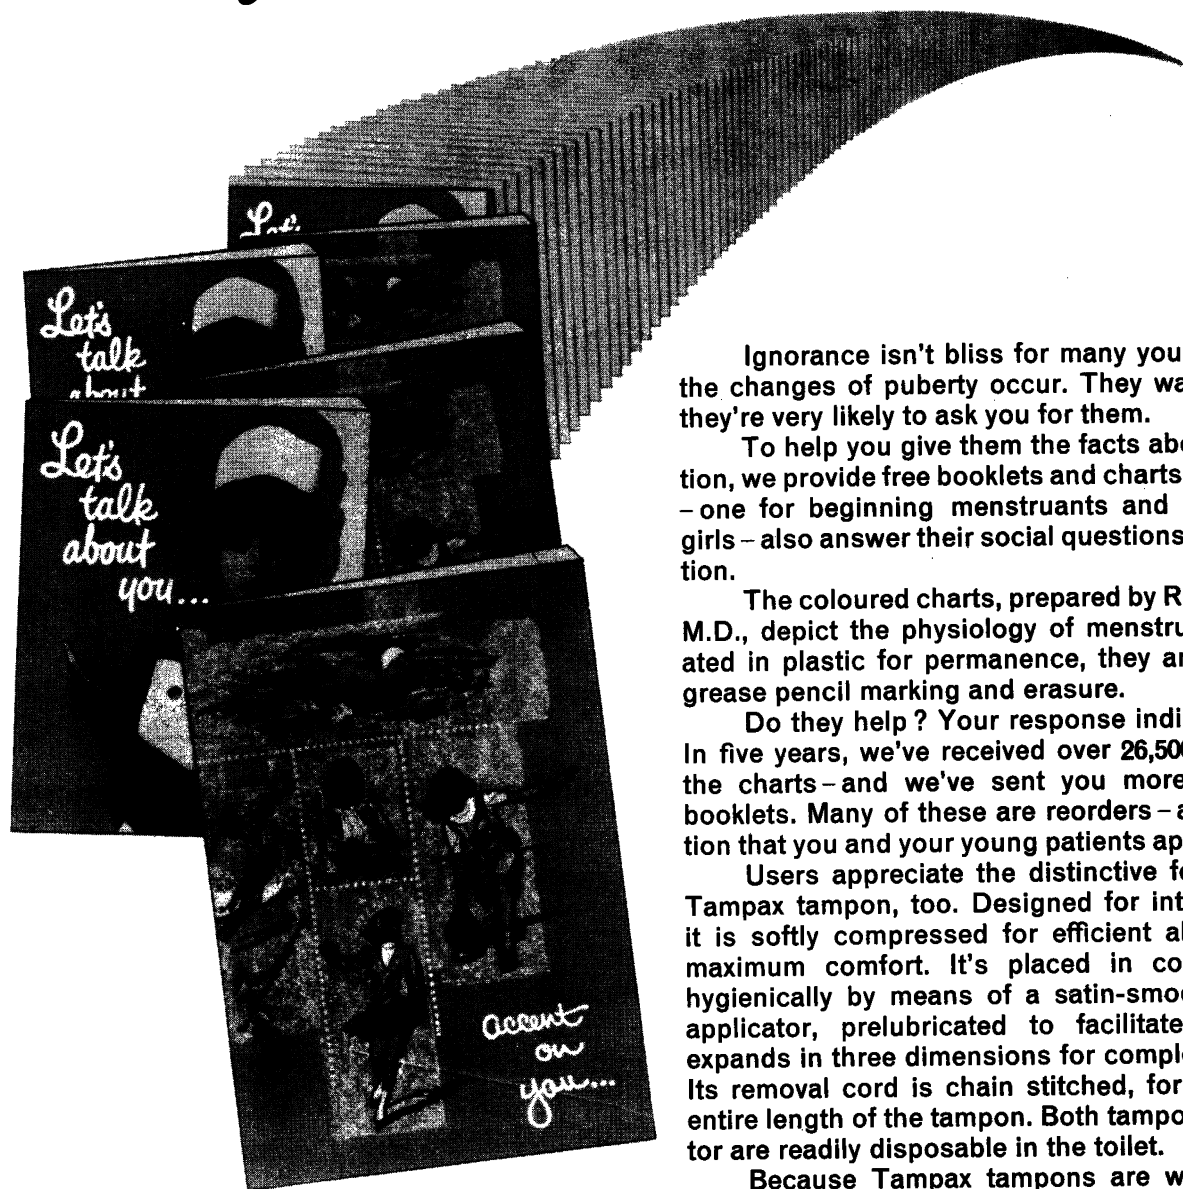 Let's
Let's
talk
about
Let's
talk
about
you...
accent
on
you...
Ignorance isn't bliss for many you
the changes of puberty occur. They wa
they're very likely to ask you for them.
To help you give them the facts abo
tion, we provide free booklets and charts
– one for beginning menstruants and
girls – also answer their social questions
tion.
The coloured charts, prepared by R
M.D., depict the physiology of menstru
ated in plastic for permanence, they ar
grease pencil marking and erasure.
Do they help ? Your response indi
In five years, we've received over 26,500
the charts – and we've sent you more
booklets. Many of these are reorders – a
tion that you and your young patients ap
Users appreciate the distinctive fe
Tampax tampon, too. Designed for int
it is softly compressed for efficient al
maximum comfort. It's placed in co
hygienically by means of a satin-smoo
applicator, prelubricated to facilitate
expands in three dimensions for compl
Its removal cord is chain stitched, for
entire length of the tampon. Both tampo
tor are readily disposable in the toilet.
Because Tampax tampons are w